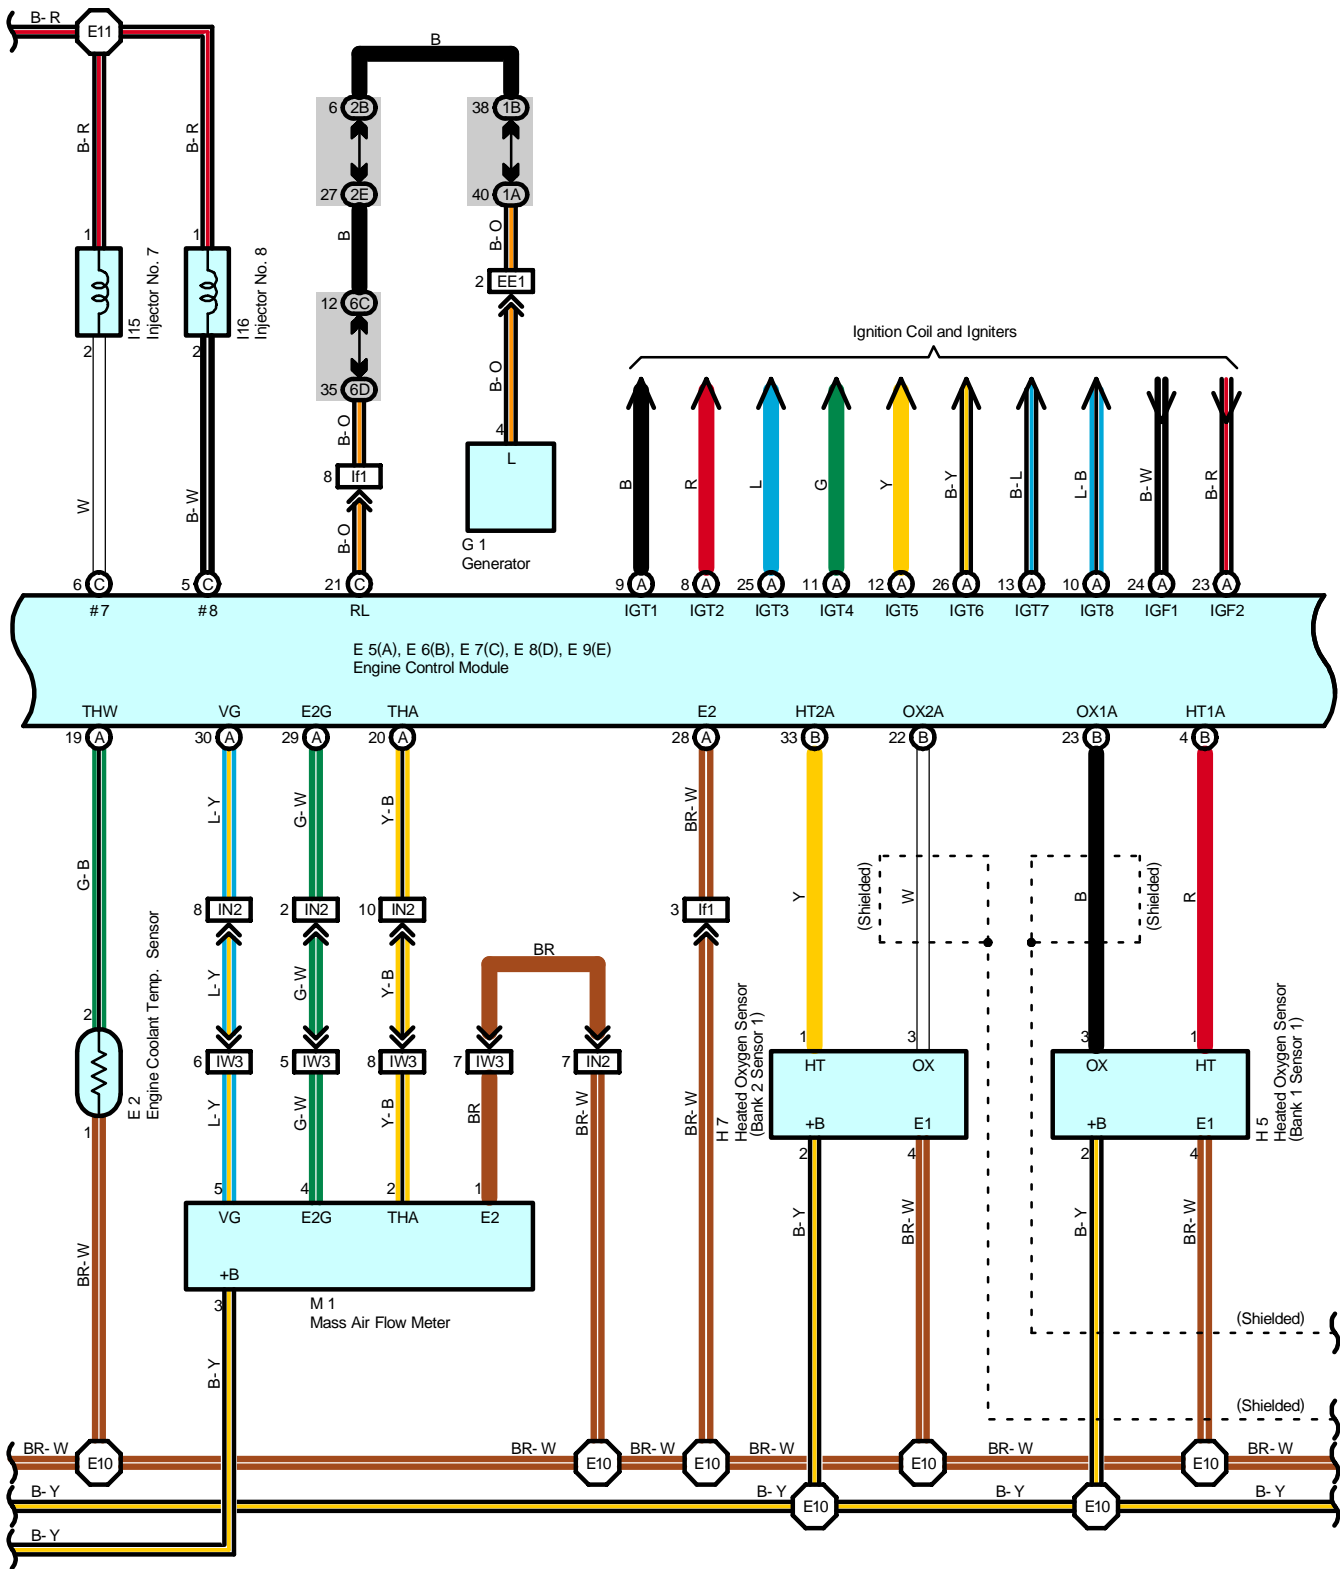 B- R
E11
B
6 2B
38 1B
B- R
B- R
27 2E
40 1A
B
B- O
1
1
2 EE1
I15
Injector No. 7
I16
Injector No. 8
12 6C
Ignition Coil and Igniters
2
2
35 6D
B- O
B- O
4
L
8 If1
W
B- W
B- O
G 1
Generator
B
R
L
G
Y
B- Y
B- L
L- B
B- W
B- R
6 C
5 C
21 C
9 A
8 A
25 A
11 A
12 A
26 A
13 A
10 A
24 A
23 A
#7
#8
RL
IGT1
IGT2
IGT3
IGT4
IGT5
IGT6
IGT7
IGT8
IGF1
IGF2
E 5(A), E 6(B), E 7(C), E 8(D), E 9(E)
Engine Control Module
THW
VG
E2G
THA
E2
HT2A
OX2A
OX1A
HT1A
19 A
30 A
29 A
20 A
28 A
33 B
22 B
23 B
4 B
G- B
L- Y
G- W
Y- B
BR- W
Y
(Shielded)
W
B
(Shielded)
R
8 IN2
2 IN2
10 IN2
3 If1
L- Y
G- W
Y- B
BR
2
E 2
Engine Coolant Temp. Sensor
1
6 IW3
5 IW3
8 IW3
7 IW3
7 IN2
1
3
3
1
HT
OX
OX
HT
+B
E1
+B
E1
H 7
Heated Oxygen Sensor
(Bank 2 Sensor 1)
H 5
Heated Oxygen Sensor
(Bank 1 Sensor 1)
L- Y
G- W
Y- B
BR
BR- W
BR- W
2
4
2
4
5
4
2
1
VG
E2G
THA
E2
+B
BR- W
B- Y
BR- W
B- Y
BR- W
3
M 1
Mass Air Flow Meter
(Shielded)
B- Y
(Shielded)
BR- W
E10
BR- W
E10
BR- W
E10
BR- W
E10
BR- W
E10
BR- W
B- Y
B- Y
E10
B- Y
E10
B- Y
B- Y